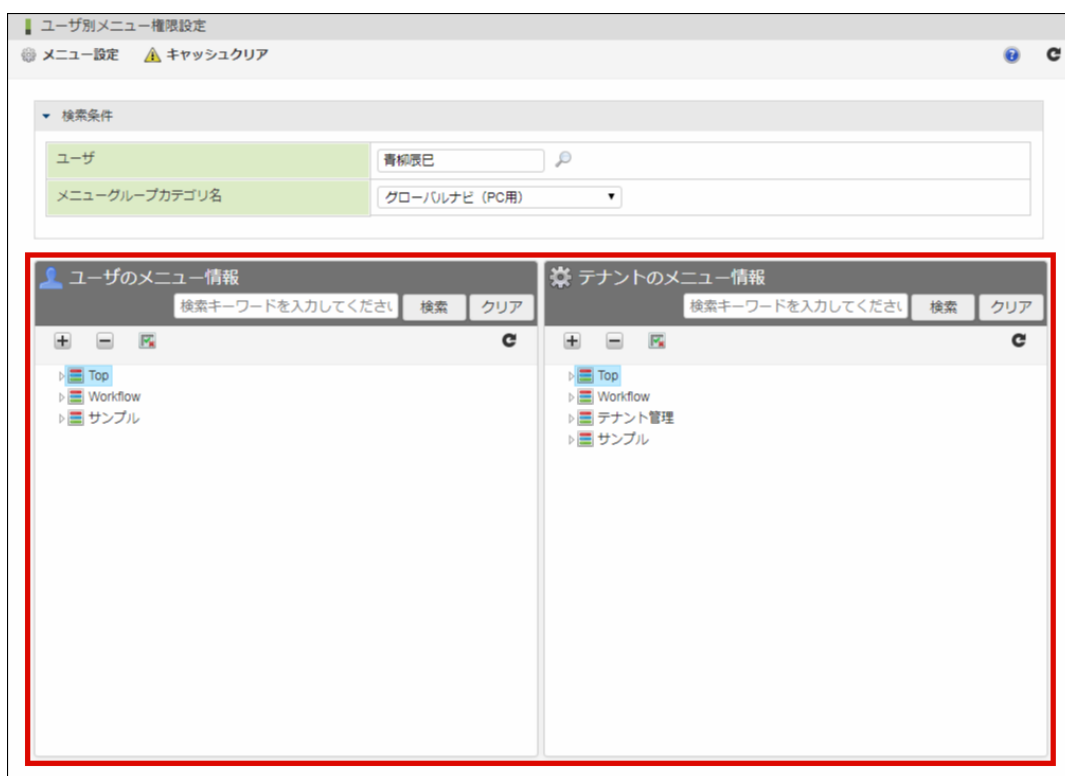 ユーザ別メニュー権限設定
メニュー設定 キャッシュクリア
検索条件
ユーザ 青柳辰巳
メニューグループカテゴリ名 グローバルナビ（PC用）
ユーザのメニュー情報
検索キーワードを入力してください 検索 クリア
Top
Workflow
サンプル
テナントのメニュー情報
検索キーワードを入力してください 検索 クリア
Top
Workflow
テナント管理
サンプル